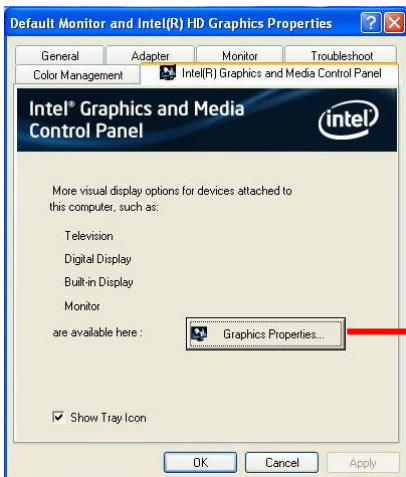 Default Monitor and Intel(R) HD Graphics Properties
General Adapter Monitor Troubleshoot
Color Management Intel(R) Graphics and Media Control Panel
Intel® Graphics and Media
Control Panel
intel
More visual display options for devices attached to
this computer, such as:
Television
Digital Display
Built-in Display
Monitor
are available here :
Graphics Properties...
Show Tray Icon
OK Cancel Apply